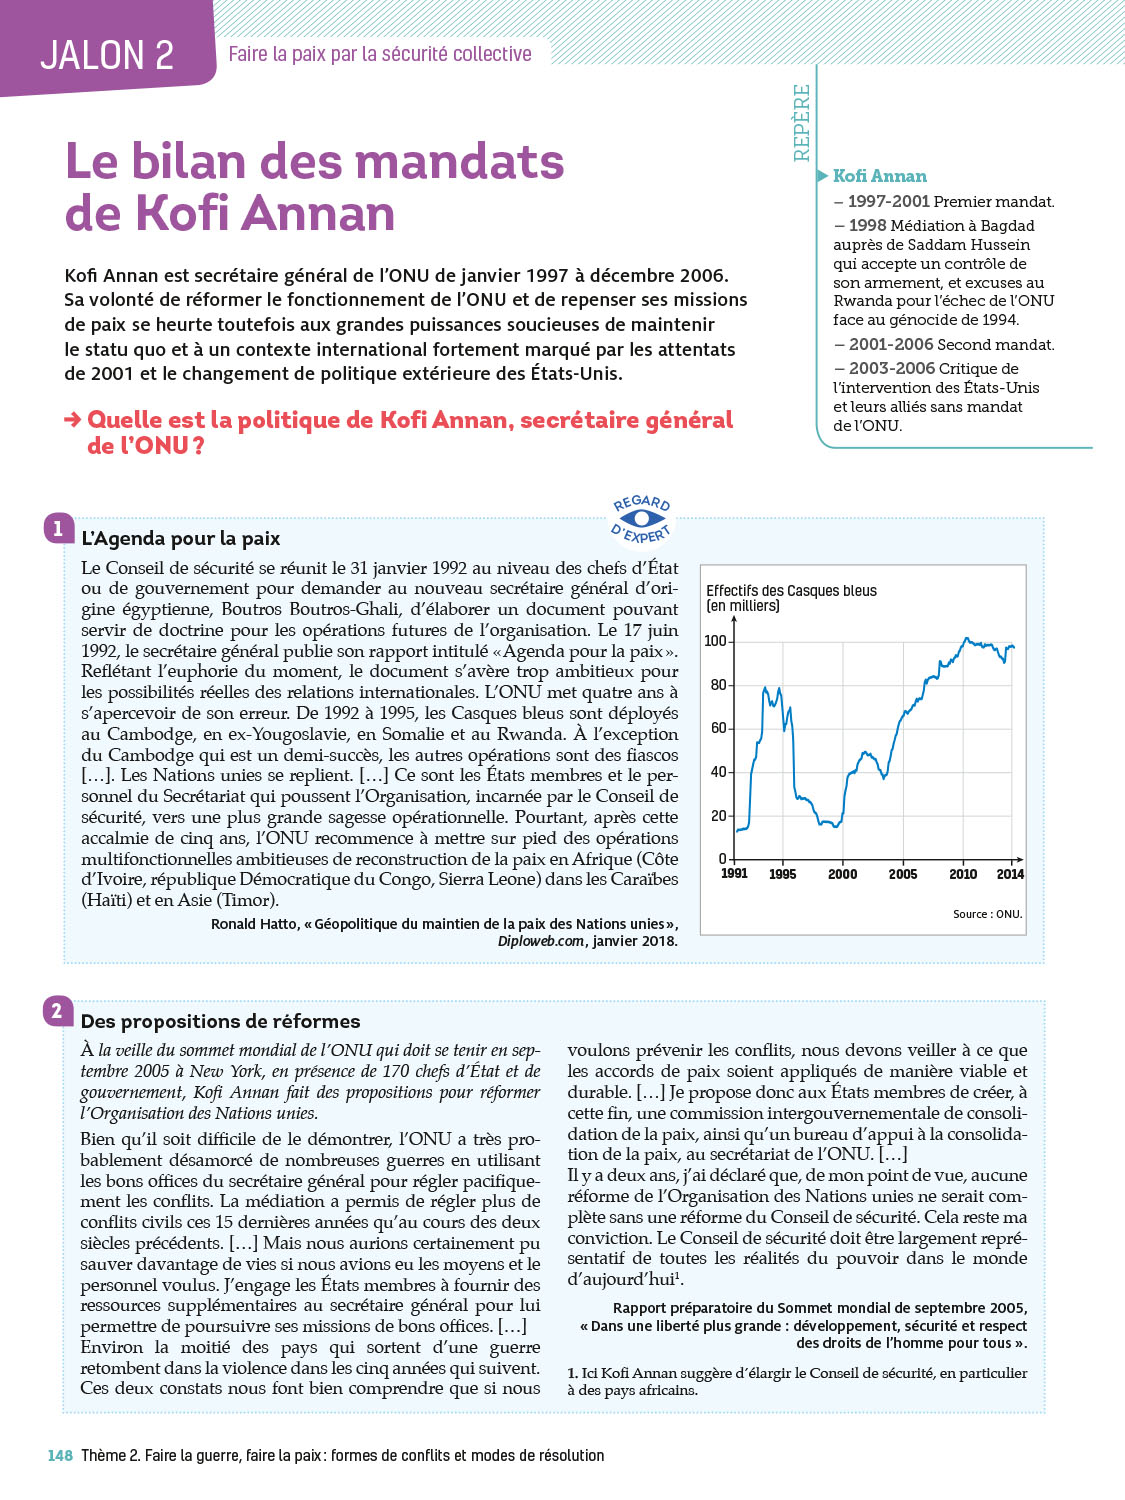 JALON 2
Faire la paix par la sécurité collective
Le bilan des mandats
de Kofi Annan
Kofi Annan est secrétaire général de l'ONU de janvier 1997 à décembre 2006.
Sa volonté de réformer le fonctionnement de l'ONU et de repenser ses missions
de paix se heurte toutefois aux grandes puissances soucieuses de maintenir
le statu quo et à un contexte international fortement marqué par les attentats
de 2001 et le changement de politique extérieure des États-Unis.
→ Quelle est la politique de Kofi Annan, secrétaire général
de l'ONU ?
REPÈRE
Kofi Annan
– 1997-2001 Premier mandat.
– 1998 Médiation à Bagdad
auprès de Saddam Hussein
qui accepte un contrôle de
son armement, et excuses au
Rwanda pour l'échec de l'ONU
face au génocide de 1994.
– 2001-2006 Second mandat.
– 2003-2006 Critique de
l'intervention des États-Unis
et leurs alliés sans mandat
de l'ONU.
1
L'Agenda pour la paix
REGARD
D'EXPERT
Le Conseil de sécurité se réunit le 31 janvier 1992 au niveau des chefs d'État
ou de gouvernement pour demander au nouveau secrétaire général d'ori-
gine égyptienne, Boutros Boutros-Ghali, d'élaborer un document pouvant
servir de doctrine pour les opérations futures de l'organisation. Le 17 juin
1992, le secrétaire général publie son rapport intitulé « Agenda pour la paix ».
Reflétant l'euphorie du moment, le document s'avère trop ambitieux pour
les possibilités réelles des relations internationales. L'ONU met quatre ans à
s'apercevoir de son erreur. De 1992 à 1995, les Casques bleus sont déployés
au Cambodge, en ex-Yougoslavie, en Somalie et au Rwanda. À l'exception
du Cambodge qui est un demi-succès, les autres opérations sont des fiascos
[…]. Les Nations unies se replient. […] Ce sont les États membres et le per-
sonnel du Secrétariat qui poussent l'Organisation, incarnée par le Conseil de
sécurité, vers une plus grande sagesse opérationnelle. Pourtant, après cette
accalmie de cinq ans, l'ONU recommence à mettre sur pied des opérations
multifonctionnelles ambitieuses de reconstruction de la paix en Afrique (Côte
d'Ivoire, république Démocratique du Congo, Sierra Leone) dans les Caraïbes
(Haïti) et en Asie (Timor).
Ronald Hatto, « Géopolitique du maintien de la paix des Nations unies »,
Diploweb.com, janvier 2018.
Effectifs des Casques bleus
(en milliers)
100
80
60
40
20
0
1991 1995 2000 2005 2010 2014
Source : ONU.
2
Des propositions de réformes
À la veille du sommet mondial de l'ONU qui doit se tenir en sep-
tembre 2005 à New York, en présence de 170 chefs d'État et de
gouvernement, Kofi Annan fait des propositions pour réformer
l'Organisation des Nations unies.
Bien qu'il soit difficile de le démontrer, l'ONU a très pro-
bablement désamorcé de nombreuses guerres en utilisant
les bons offices du secrétaire général pour régler pacifique-
ment les conflits. La médiation a permis de régler plus de
conflits civils ces 15 dernières années qu'au cours des deux
siècles précédents. […] Mais nous aurions certainement pu
sauver davantage de vies si nous avions eu les moyens et le
personnel voulus. J'engage les États membres à fournir des
ressources supplémentaires au secrétaire général pour lui
permettre de poursuivre ses missions de bons offices. […]
Environ la moitié des pays qui sortent d'une guerre
retombent dans la violence dans les cinq années qui suivent.
Ces deux constats nous font bien comprendre que si nous
voulons prévenir les conflits, nous devons veiller à ce que
les accords de paix soient appliqués de manière viable et
durable. […] Je propose donc aux États membres de créer, à
cette fin, une commission intergouvernementale de consoli-
dation de la paix, ainsi qu'un bureau d'appui à la consolida-
tion de la paix, au secrétariat de l'ONU. […]
Il y a deux ans, j'ai déclaré que, de mon point de vue, aucune
réforme de l'Organisation des Nations unies ne serait com-
plète sans une réforme du Conseil de sécurité. Cela reste ma
conviction. Le Conseil de sécurité doit être largement repré-
sentatif de toutes les réalités du pouvoir dans le monde
d'aujourd'hui¹.
Rapport préparatoire du Sommet mondial de septembre 2005,
« Dans une liberté plus grande : développement, sécurité et respect
des droits de l'homme pour tous ».
1. Ici Kofi Annan suggère d'élargir le Conseil de sécurité, en particulier
à des pays africains.
148 Thème 2. Faire la guerre, faire la paix : formes de conflits et modes de résolution